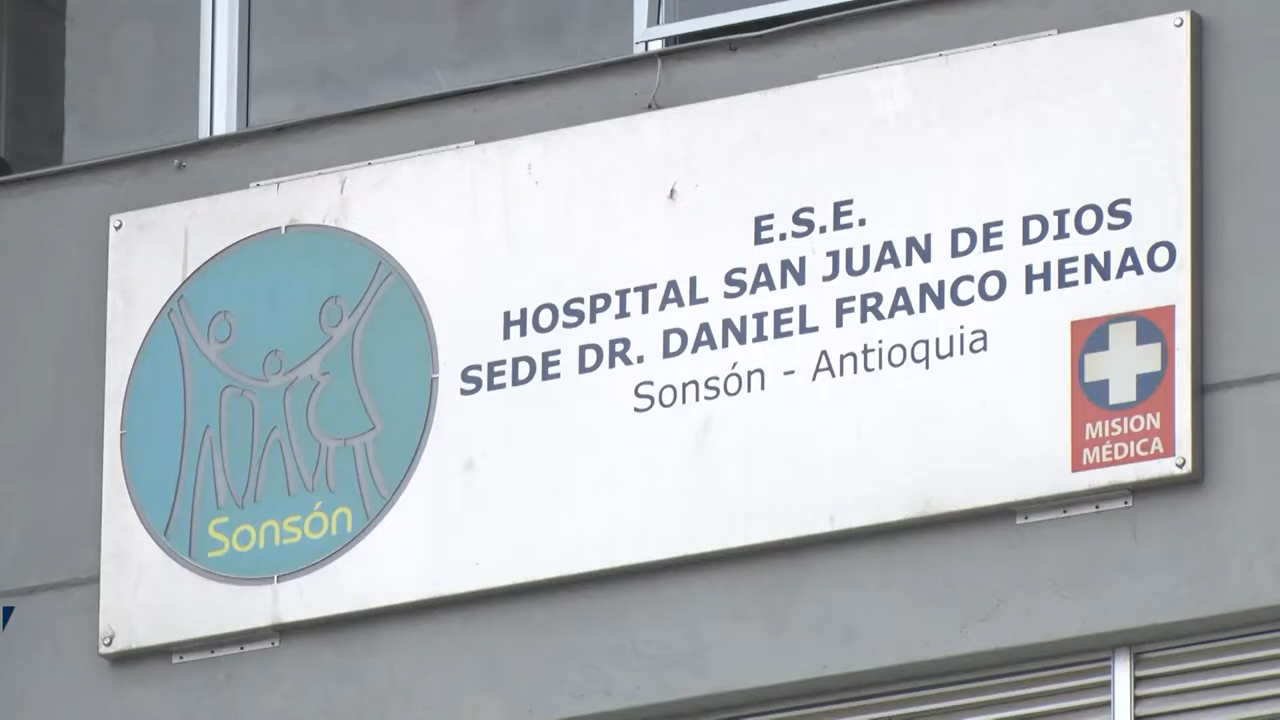 E.S.E.
HOSPITAL SAN JUAN DE DIOS
SEDE DR. DANIEL FRANCO HENAO
Sonsón - Antioquia
Sonsón
MISION
MÉDICA